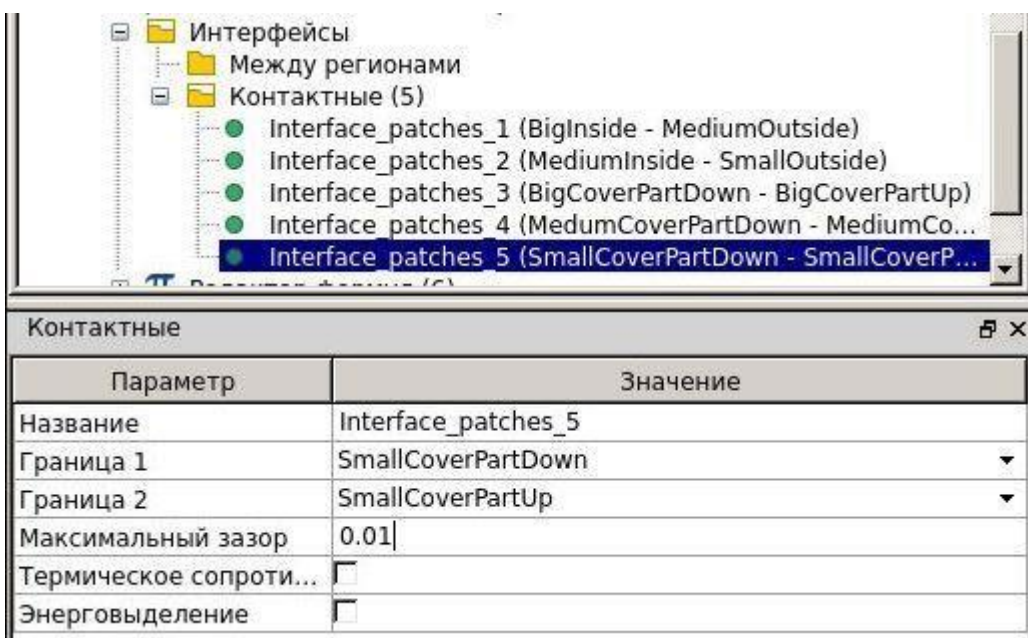 Интерфейсы
Между регионами
Контактные (5)
Interface_patches_1 (BigInside - MediumOutside)
Interface_patches_2 (MediumInside - SmallOutside)
Interface_patches_3 (BigCoverPartDown - BigCoverPartUp)
Interface_patches_4 (MedumCoverPartDown - MediumCo...
Interface_patches_5 (SmallCoverPartDown - SmallCoverP...
Контактные
Параметр Значение
Название Interface_patches_5
Граница 1 SmallCoverPartDown
Граница 2 SmallCoverPartUp
Максимальный зазор 0.01
Термическое сопроти...
Энерговыделение